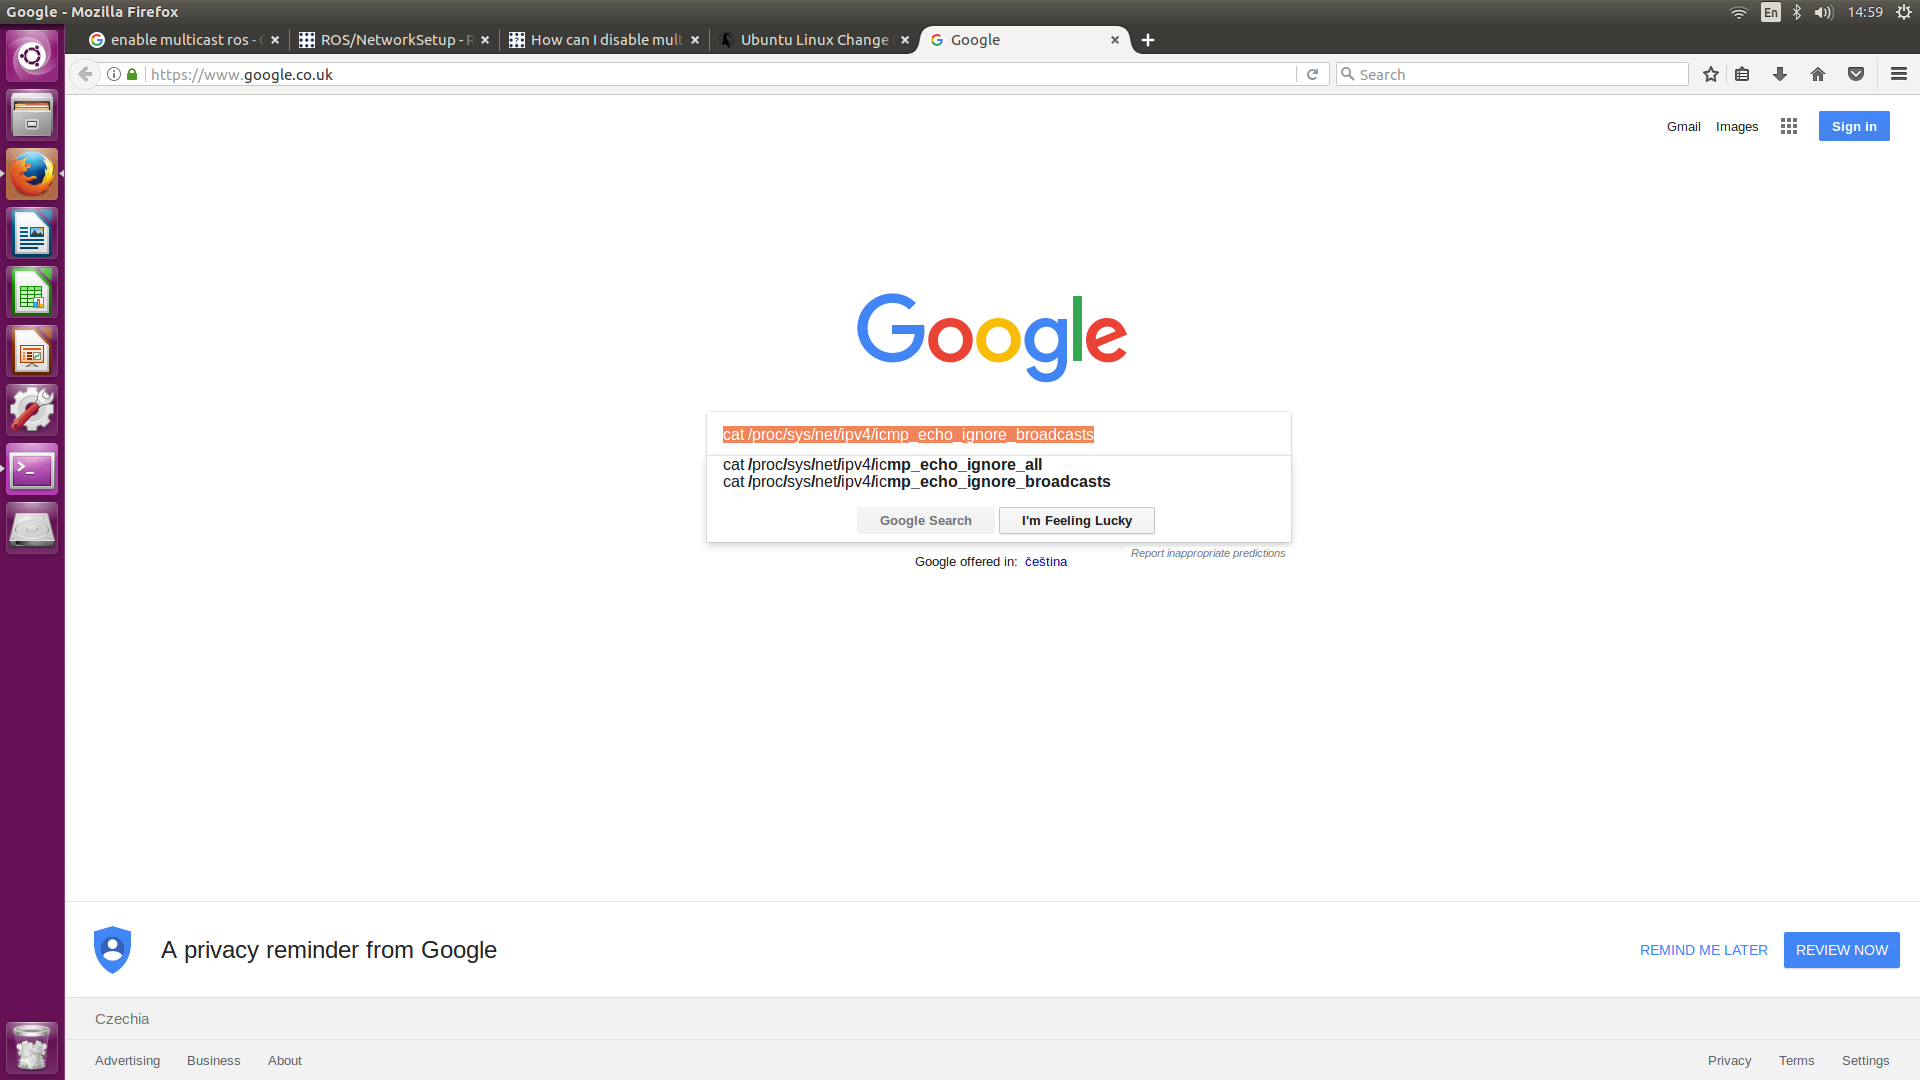 Google - Mozilla Firefox
En
14:59
enable multicast ros -
ROS/NetworkSetup -
How can I disable mul
Ubuntu Linux Change
Google
https://www.google.co.uk
Search
Gmail
Images
Sign in
Google
cat /proc/sys/net/ipv4/icmp_echo_ignore_broadcasts
cat /proc/sys/net/ipv4/icmp_echo_ignore_all
cat /proc/sys/net/ipv4/icmp_echo_ignore_broadcasts
Google Search
I'm Feeling Lucky
Report inappropriate predictions
Google offered in: čeština
A privacy reminder from Google
REMIND ME LATER
REVIEW NOW
Czechia
Advertising
Business
About
Privacy
Terms
Settings